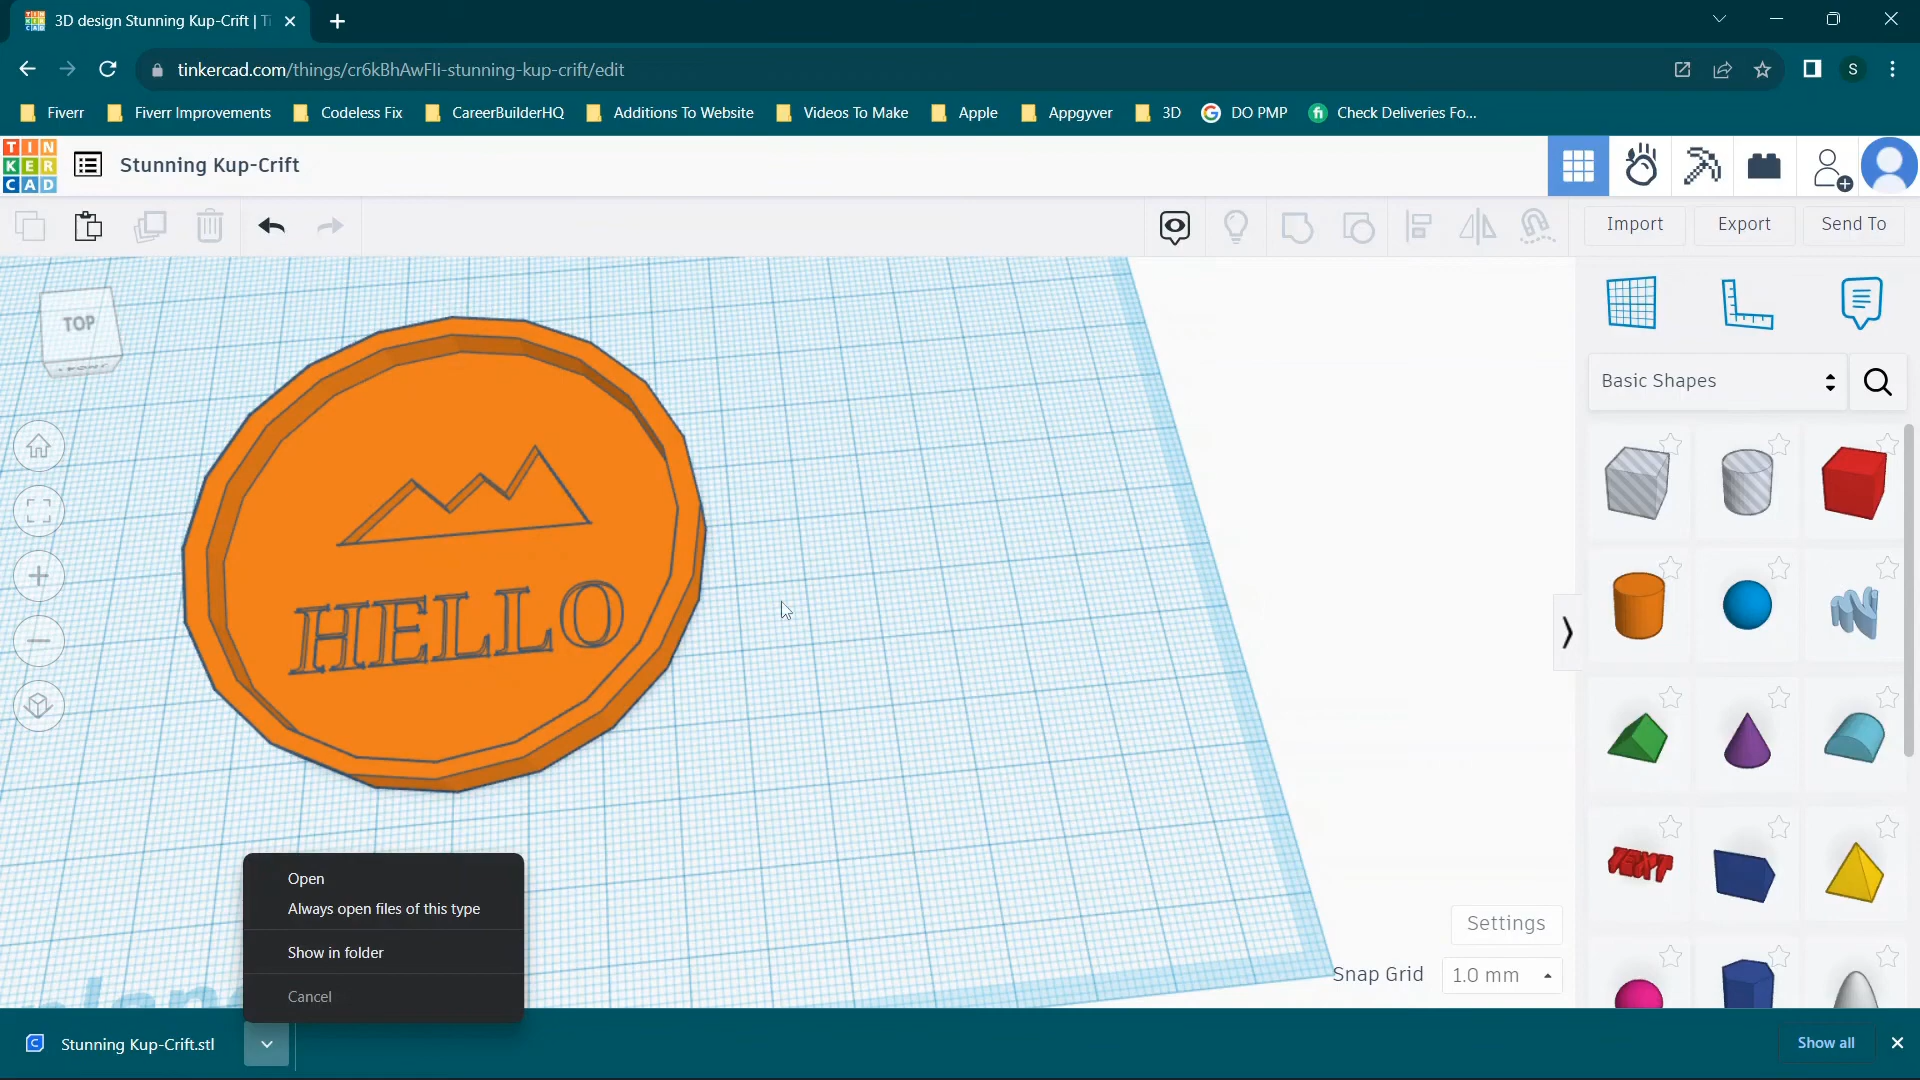 3D design Stunning Kup-Crift | Ti
tinkercad.com/things/cr6kBhAwFli-stunning-kup-crift/edit
S
Fiverr
Fiverr Improvements
Codeless Fix
CareerBuilderHQ
Additions To Website
Videos To Make
Apple
Appgyver
3D
DO PMP
Check Deliveries Fo...
TIN
KER
CAD
Stunning Kup-Crift
Import
Export
Send To
TOP
FRONT
Basic Shapes
HELLO
TEXT
Settings
Snap Grid
1.0 mm
Open
Always open files of this type
Show in folder
Cancel
Stunning Kup-Crift.stl
Show all